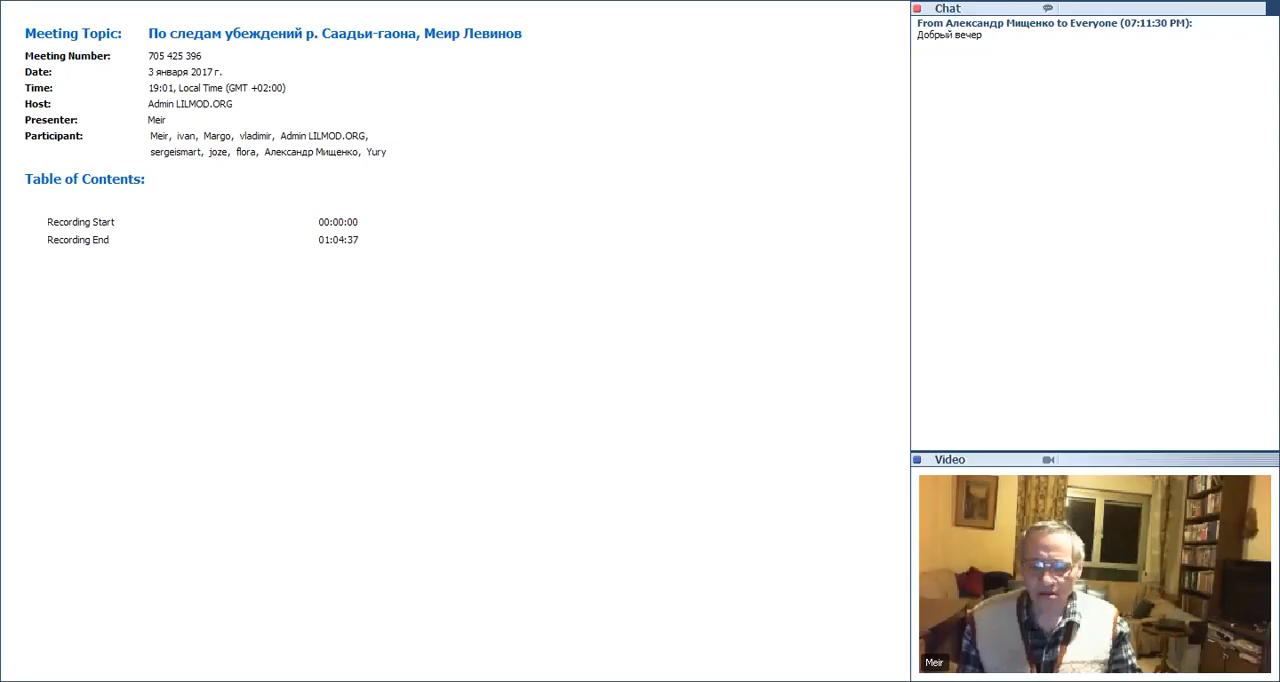 Meeting Topic: По следам убеждений р. Саадьи-гаона, Меир Левинов
Meeting Number: 705 425 396
Date: 3 января 2017 г.
Time: 19:01, Local Time (GMT +02:00)
Host: Admin LILMOD.ORG
Presenter: Meir
Participant: Meir, ivan, Margo, vladimir, Admin LILMOD.ORG,
sergeismart, joze, flora, Александр Мищенко, Yury
Table of Contents:
Recording Start 00:00:00
Recording End 01:04:37
Chat
From Александр Мищенко to Everyone (07:11:30 PM):
Добрый вечер
Video
Meir